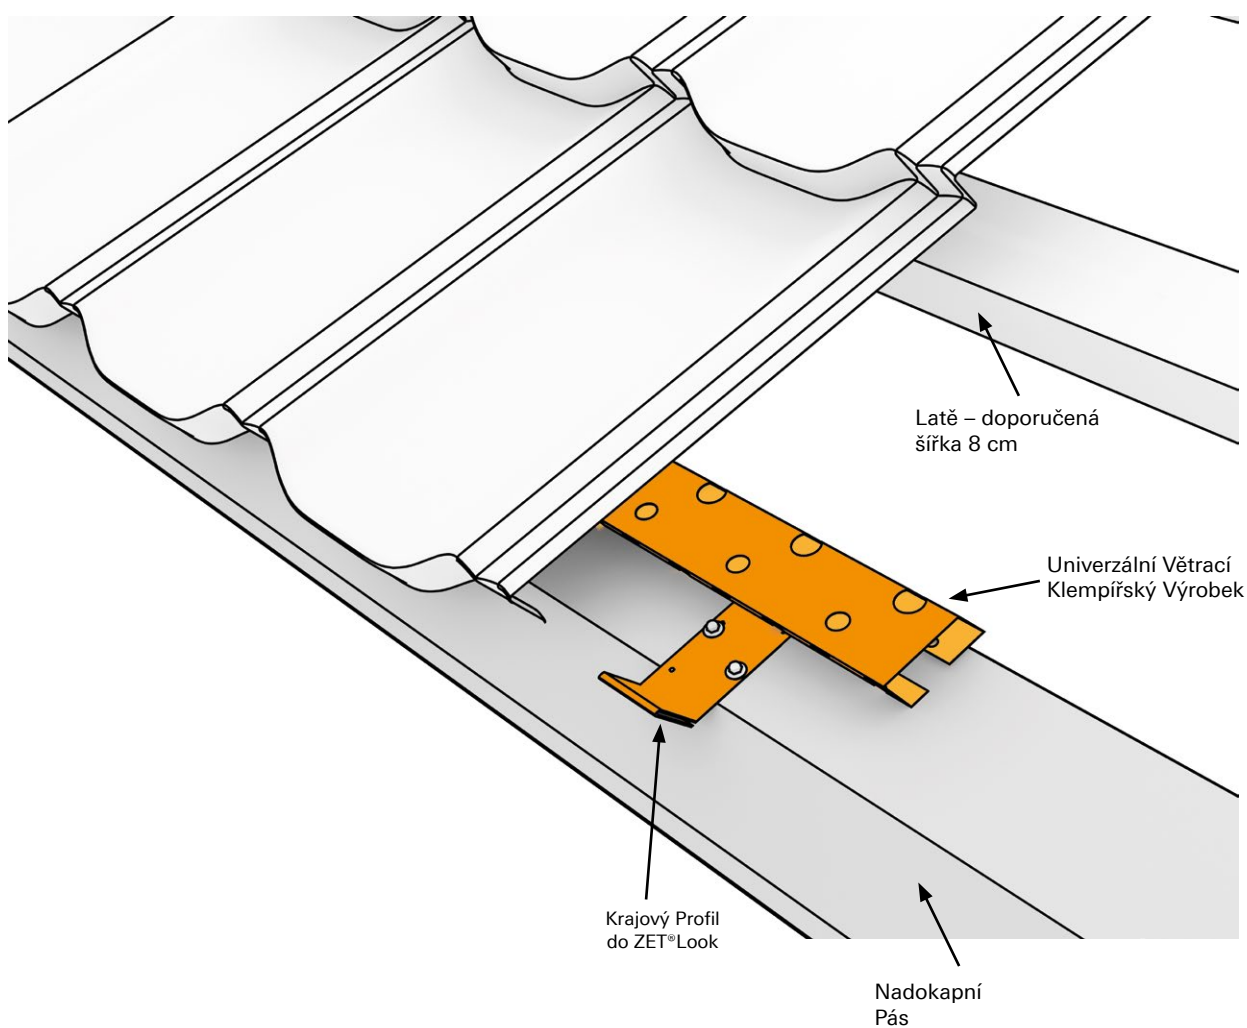 Latě – doporučená
šířka 8 cm
Univerzální Větrací
Klempířský Výrobek
Krajový Profil
do ZET®Look
Nadokapní
Pás